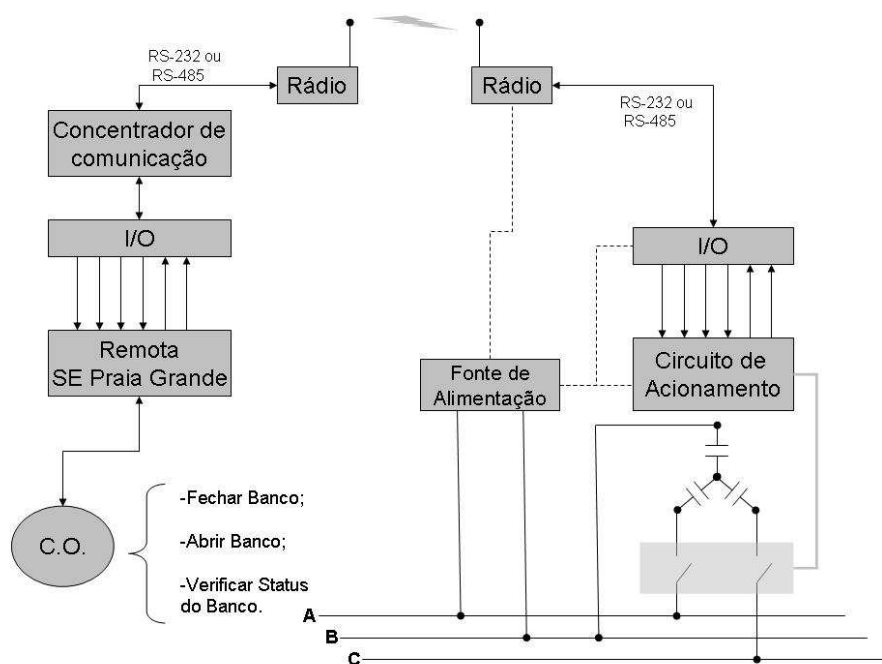 RS-232 ou
RS-485
Rádio
Rádio
RS-232 ou
RS-485
Concentrador de
comunicação
I/O
I/O
Remota
SE Praia Grande
Fonte de
Alimentação
Circuito de
Acionamento
C.O.
-Fechar Banco;
-Abrir Banco;
-Verificar Status
do Banco.
A
B
C